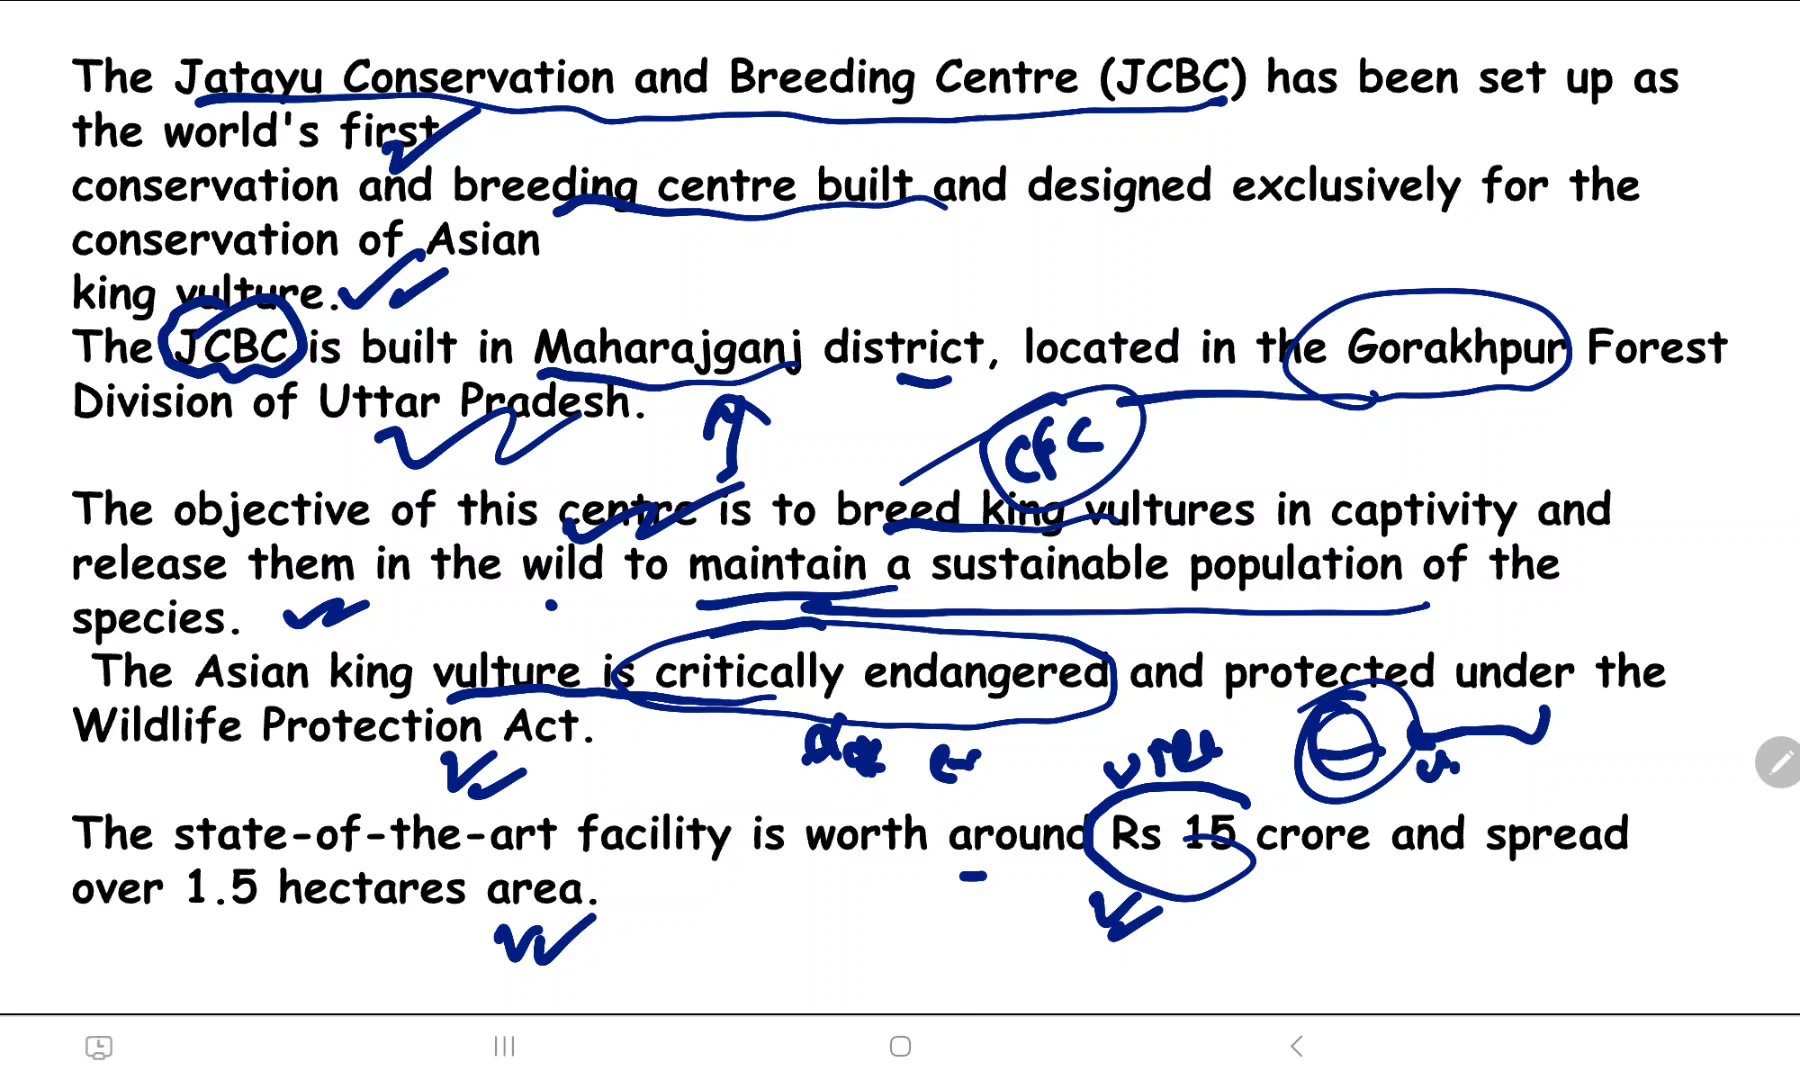 The Jatayu Conservation and Breeding Centre (JCBC) has been set up as
the world's first
conservation and breeding centre built and designed exclusively for the
conservation of Asian
king vulture.
The JCBC is built in Maharajganj district, located in the Gorakhpur Forest
Division of Uttar Pradesh.
CFC
The objective of this centre is to breed king vultures in captivity and
release them in the wild to maintain a sustainable population of the
species.
The Asian king vulture is critically endangered and protected under the
Wildlife Protection Act.
The state-of-the-art facility is worth around Rs 15 crore and spread
over 1.5 hectares area.